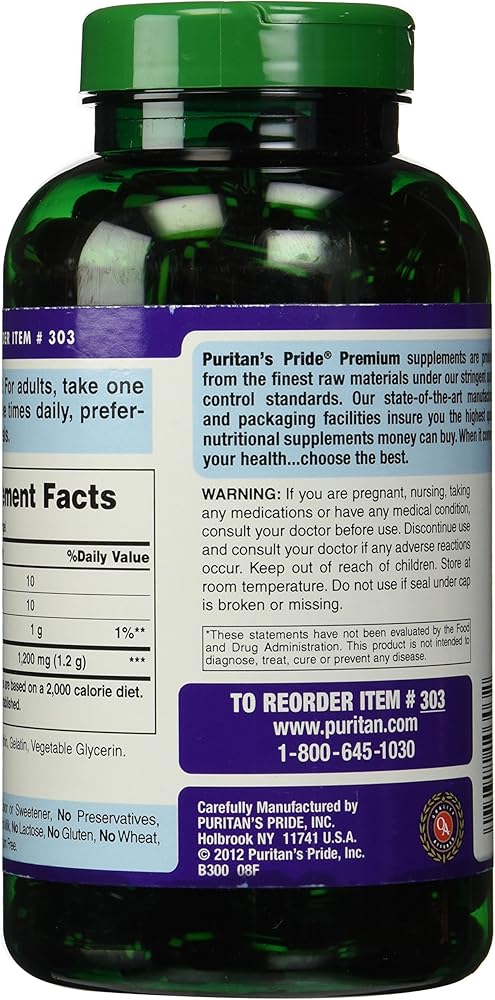 ITEM # 303
For adults, take one
times daily, prefer-
Facts
%Daily Value
10
10
1 g 1%**
1,200 mg (1.2 g) ***
are based on a 2,000 calorie diet.
Gelatin, Vegetable Glycerin.
or Sweetener, No Preservatives,
No Lactose, No Gluten, No Wheat,
Free.
Puritan's Pride® Premium supplements are
from the finest raw materials under our stringent
control standards. Our state-of-the-art
and packaging facilities insure you the highest
nutritional supplements money can buy. When it
your health...choose the best.
WARNING: If you are pregnant, nursing, taking
any medications or have any medical condition,
consult your doctor before use. Discontinue use
and consult your doctor if any adverse reactions
occur. Keep out of reach of children. Store at
room temperature. Do not use if seal under cap
is broken or missing.
*These statements have not been evaluated by the Food
and Drug Administration. This product is not intended to
diagnose, treat, cure or prevent any disease.
TO REORDER ITEM # 303
www.puritan.com
1-800-645-1030
Carefully Manufactured by
PURITAN'S PRIDE, INC.
Holbrook NY 11741 U.S.A.
© 2012 Puritan's Pride, Inc.
B300 08F
QA